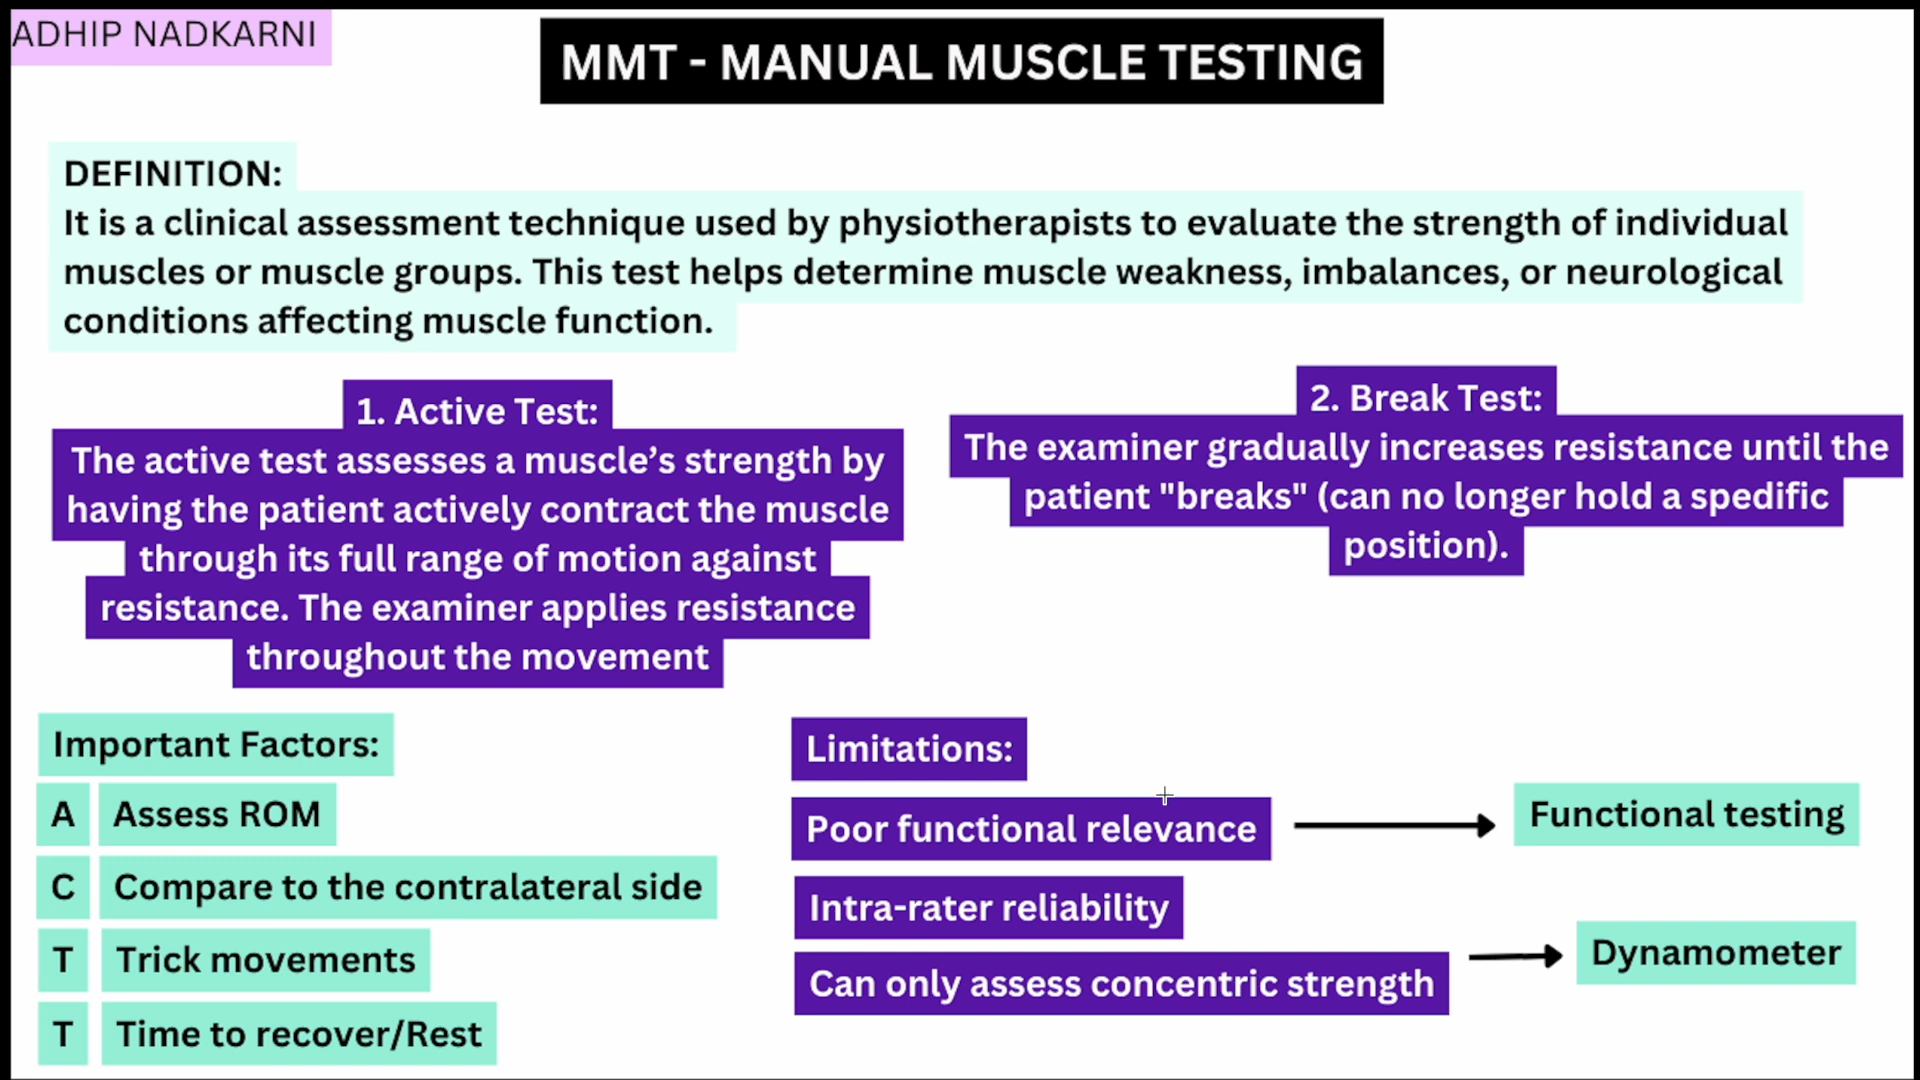 ADHIP NADKARNI
MMT - MANUAL MUSCLE TESTING
DEFINITION:
It is a clinical assessment technique used by physiotherapists to evaluate the strength of individual
muscles or muscle groups. This test helps determine muscle weakness, imbalances, or neurological
conditions affecting muscle function.
1. Active Test:
The active test assesses a muscle’s strength by
having the patient actively contract the muscle
through its full range of motion against
resistance. The examiner applies resistance
throughout the movement
2. Break Test:
The examiner gradually increases resistance until the
patient "breaks" (can no longer hold a spedific
position).
Important Factors:
A Assess ROM
C Compare to the contralateral side
T Trick movements
T Time to recover/Rest
Limitations:
Poor functional relevance
Functional testing
Intra-rater reliability
Can only assess concentric strength
Dynamometer